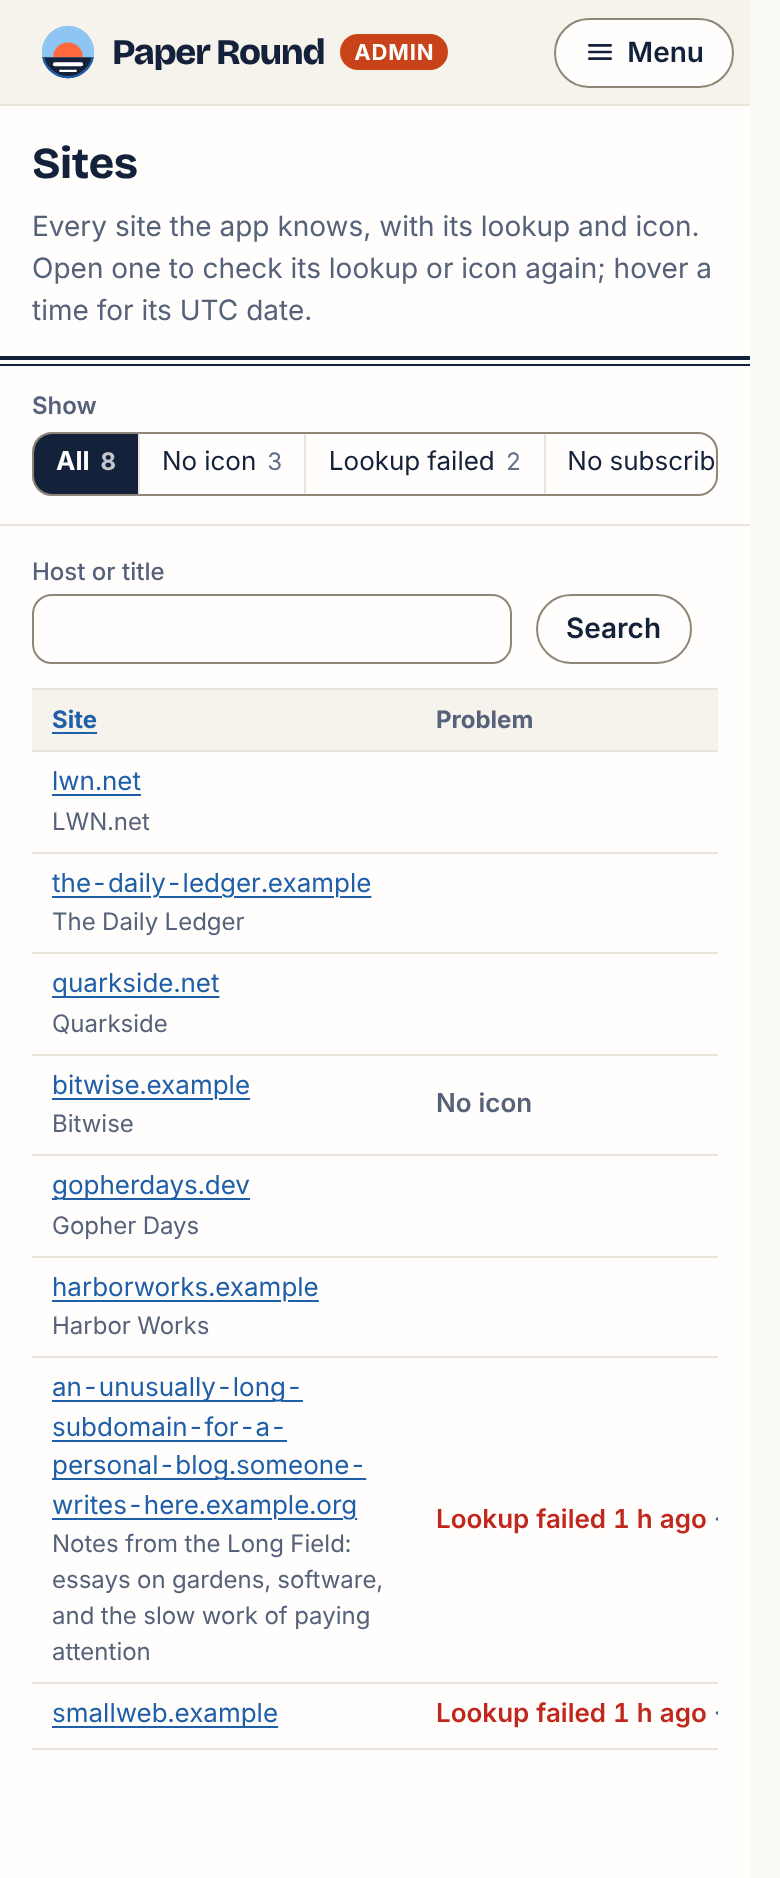 Paper Round ADMIN Menu
Sites
Every site the app knows, with its lookup and icon.
Open one to check its lookup or icon again; hover a
time for its UTC date.
Show
All 8 No icon 3 Lookup failed 2 No subscrib
Host or title
Search
Site Problem
lwn.net
LWN.net
the-daily-ledger.example
The Daily Ledger
quarkside.net
Quarkside
bitwise.example
Bitwise
No icon
gopherdays.dev
Gopher Days
harborworks.example
Harbor Works
an-unusually-long-
subdomain-for-a-
personal-blog.someone-
writes-here.example.org
Notes from the Long Field:
essays on gardens, software,
and the slow work of paying
attention
Lookup failed 1 h ago ·
smallweb.example Lookup failed 1 h ago ·